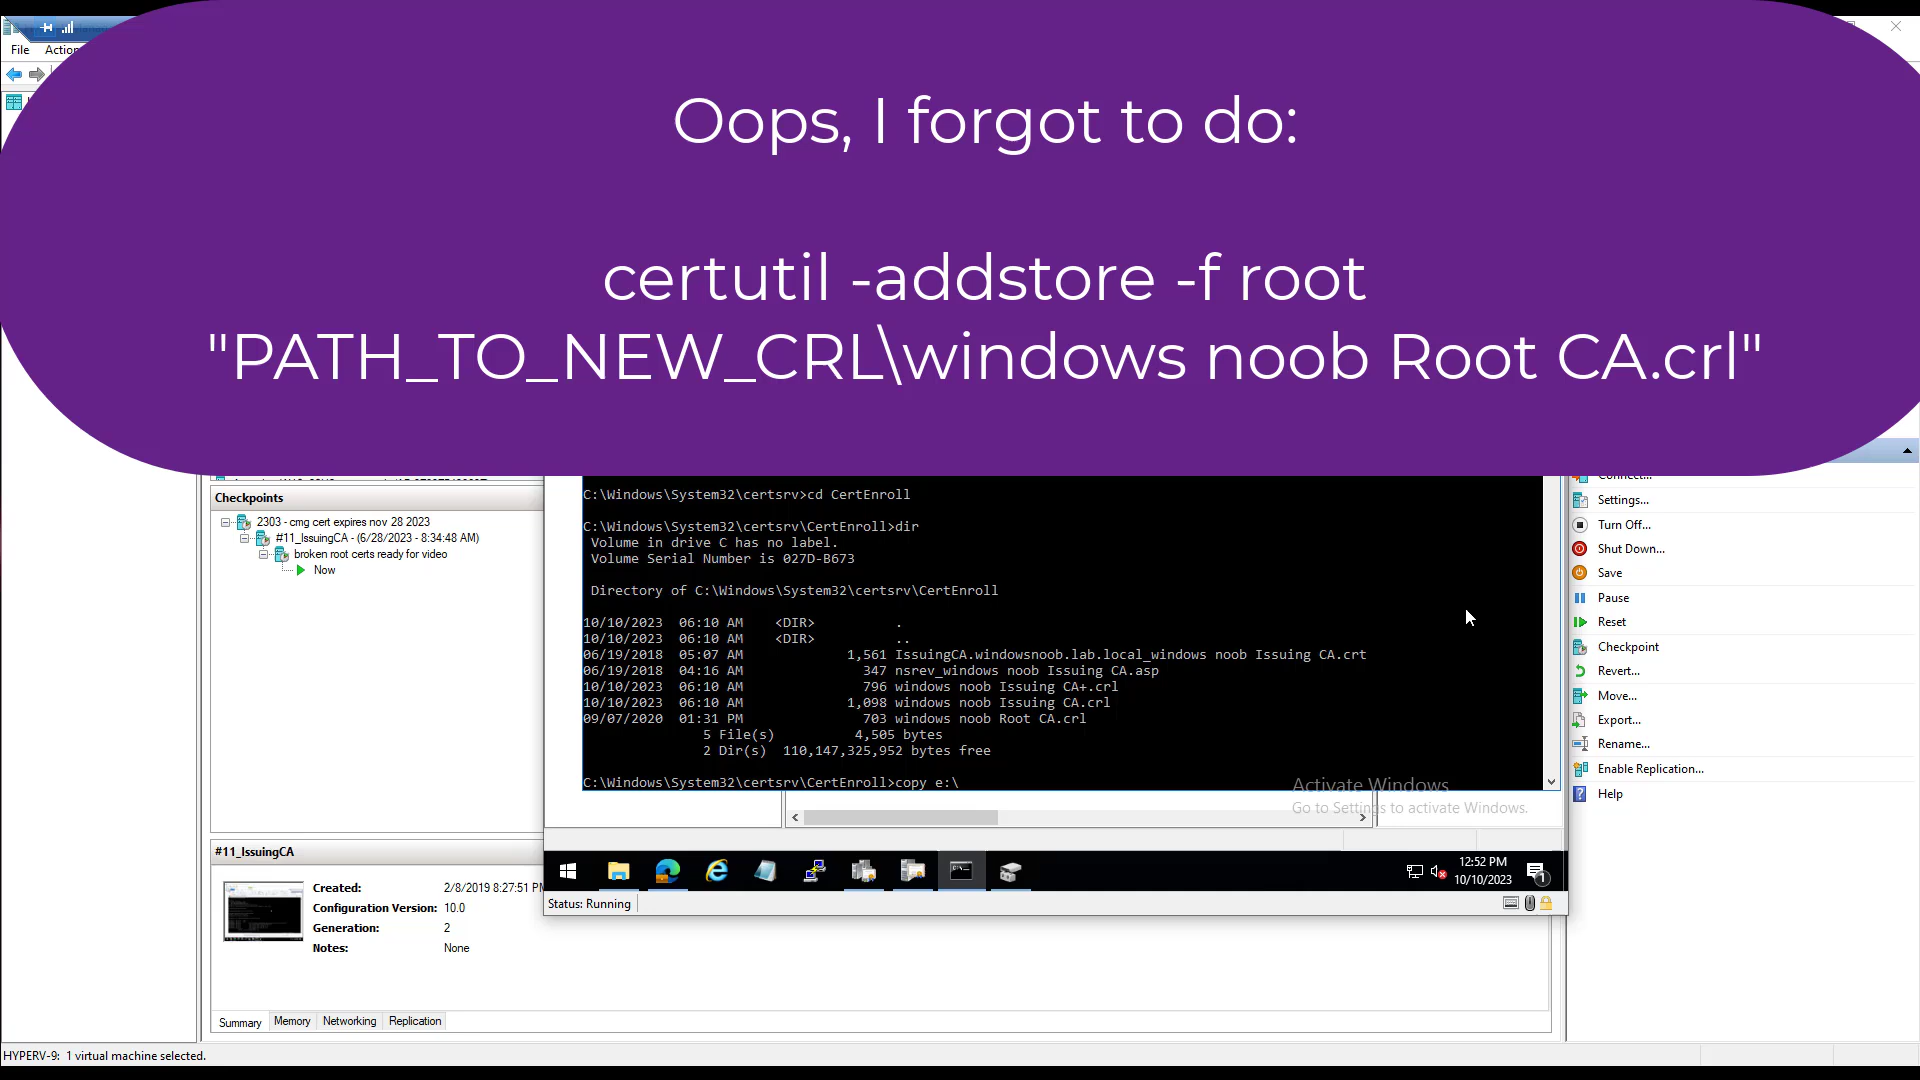 Oops, I forgot to do:
certutil -addstore -f root
"PATH_TO_NEW_CRL\windows noob Root CA.crl"
File Action
Checkpoints
2303 - cmg cert expires nov 28 2023
#11_IssuingCA - (6/28/2023 - 8:34:48 AM)
broken root certs ready for video
Now
C:\Windows\System32\certsrv>cd CertEnroll
C:\Windows\System32\certsrv\CertEnroll>dir
Volume in drive C has no label.
Volume Serial Number is 027D-B673
Directory of C:\Windows\System32\certsrv\CertEnroll
10/10/2023 06:10 AM <DIR> .
10/10/2023 06:10 AM <DIR> ..
06/19/2018 05:07 AM 1,561 IssuingCA.windowsnoob.lab.local_windows noob Issuing CA.crt
06/19/2018 04:16 AM 347 nsrev_windows noob Issuing CA.asp
10/10/2023 06:10 AM 796 windows noob Issuing CA+.crl
10/10/2023 06:10 AM 1,098 windows noob Issuing CA.crl
09/07/2020 01:31 PM 703 windows noob Root CA.crl
5 File(s) 4,505 bytes
2 Dir(s) 110,147,325,952 bytes free
C:\Windows\System32\certsrv\CertEnroll>copy e:\
Activate Windows
Go to Settings to activate Windows.
12:52 PM
10/10/2023
1
Status: Running
Connect...
Settings...
Turn Off...
Shut Down...
Save
Pause
Reset
Checkpoint
Revert...
Move...
Export...
Rename...
Enable Replication...
Help
#11_IssuingCA
Created: 2/8/2019 8:27:51 PM
Configuration Version: 10.0
Generation: 2
Notes: None
Summary Memory Networking Replication
HYPERV-9: 1 virtual machine selected.